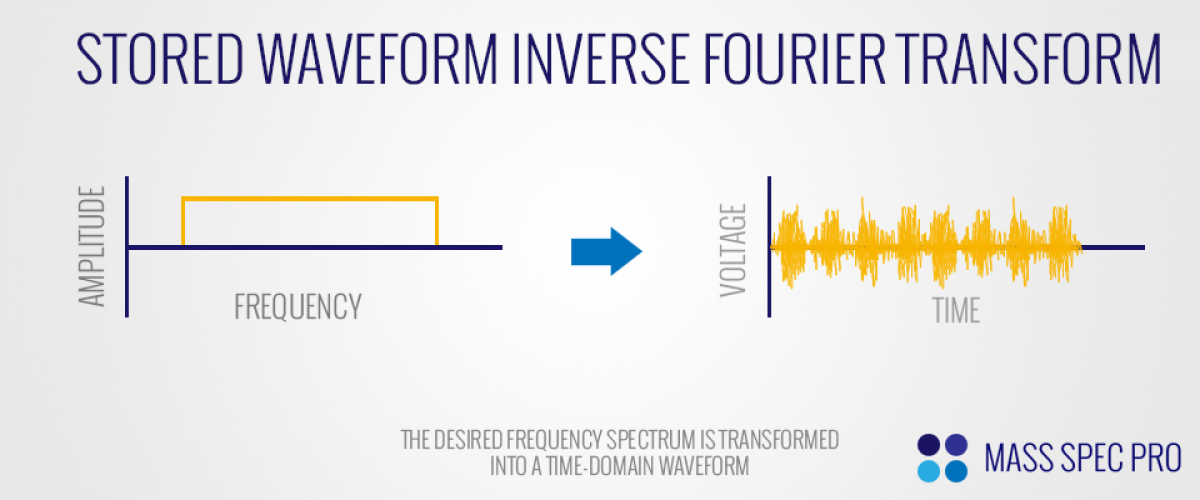 STORED WAVEFORM INVERSE FOURIER TRANSFORM
AMPLITUDE
FREQUENCY
VOLTAGE
TIME
THE DESIRED FREQUENCY SPECTRUM IS TRANSFORMED
INTO A TIME-DOMAIN WAVEFORM
MASS SPEC PRO